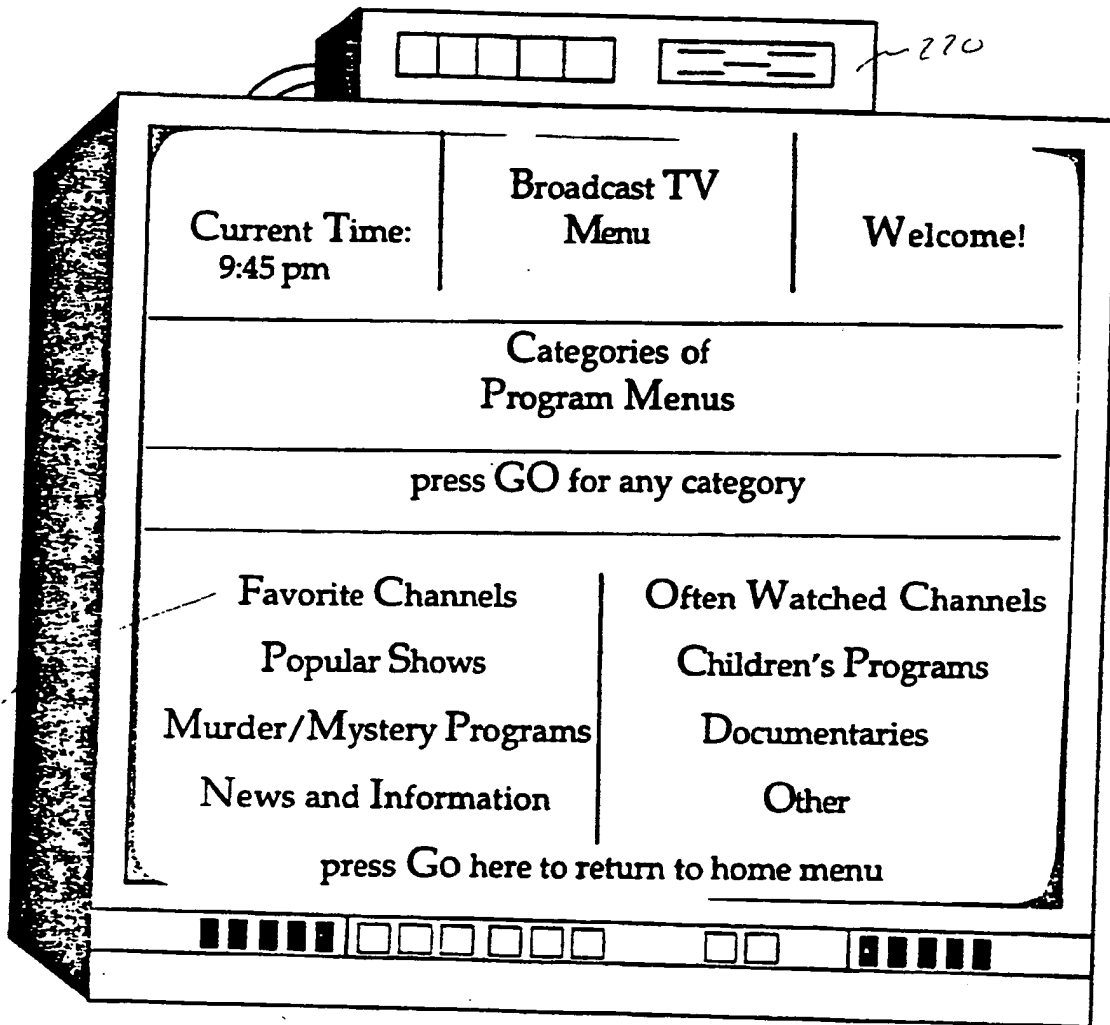 220
Broadcast TV
Menu
Current Time:
9:45 pm
Welcome!
Categories of
Program Menus
press GO for any category
Favorite Channels
Often Watched Channels
Popular Shows
Children's Programs
Murder/Mystery Programs
Documentaries
News and Information
Other
press Go here to return to home menu